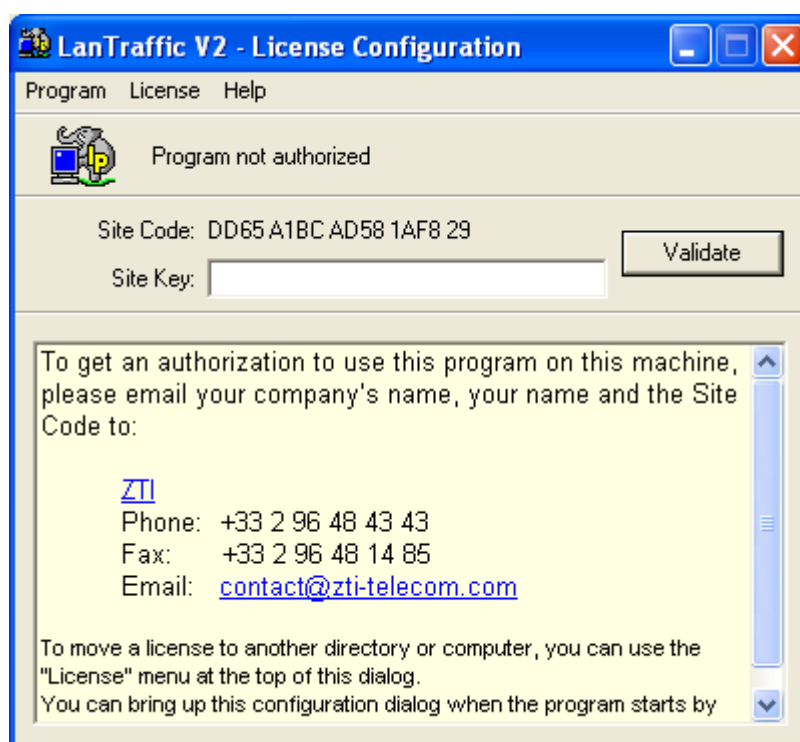 LanTraffic V2 - License Configuration
Program License Help
Ip
Program not authorized
Site Code: DD65 A1BC AD58 1AF8 29
Validate
Site Key:
To get an authorization to use this program on this machine,
please email your company's name, your name and the Site
Code to:
ZTI
Phone: +33 2 96 48 43 43
Fax: +33 2 96 48 14 85
Email: contact@zti-telecom.com
To move a license to another directory or computer, you can use the
"License" menu at the top of this dialog.
You can bring up this configuration dialog when the program starts by